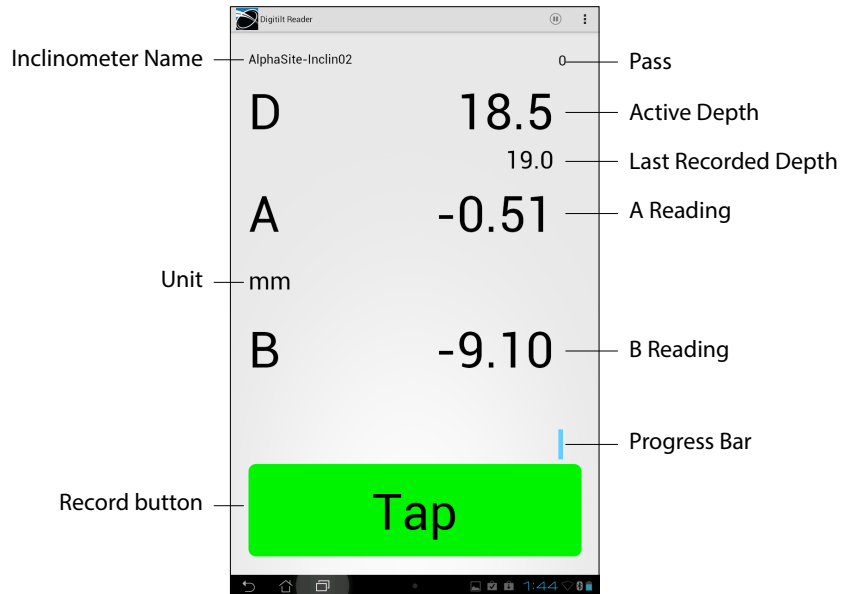 Digitilt Reader
Inclinometer Name AlphaSite-Inclin02 0 Pass
D 18.5 Active Depth
19.0 Last Recorded Depth
A -0.51 A Reading
Unit mm
B -9.10 B Reading
Progress Bar
Record button Tap
1:44